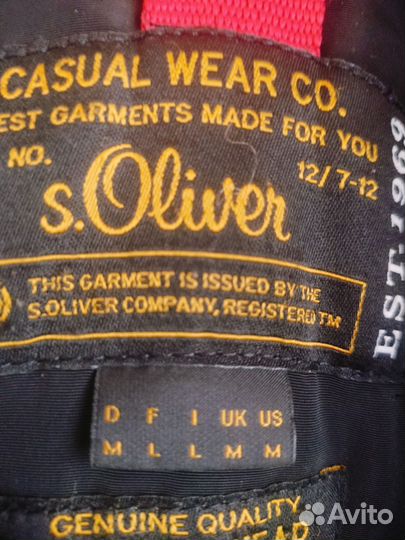 CASUAL WEAR CO.
EST GARMENTS MADE FOR YOU
NO.
12/ 7-12
s.Oliver
EST. 1969
THIS GARMENT IS ISSUED BY THE
S.OLIVER COMPANY, REGISTERED TM
D F I UK US
M L L M M
GENUINE QUALITY
WEAR
Avito